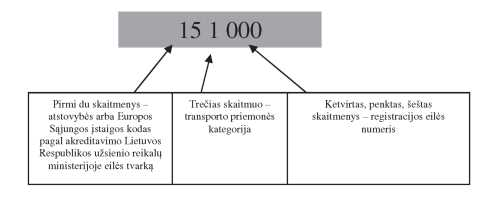 15 1 000
Pirmi du skaitmenys –
atstovybės arba Europos
Sąjungos įstaigos kodas
pagal akreditavimo Lietuvos
Respublikos užsienio reikalų
ministerijoje eilės tvarką
Trečias skaitmuo –
transporto priemonės
kategorija
Ketvirtas, penktas, šeštas
skaitmenys – registracijos eilės
numeris